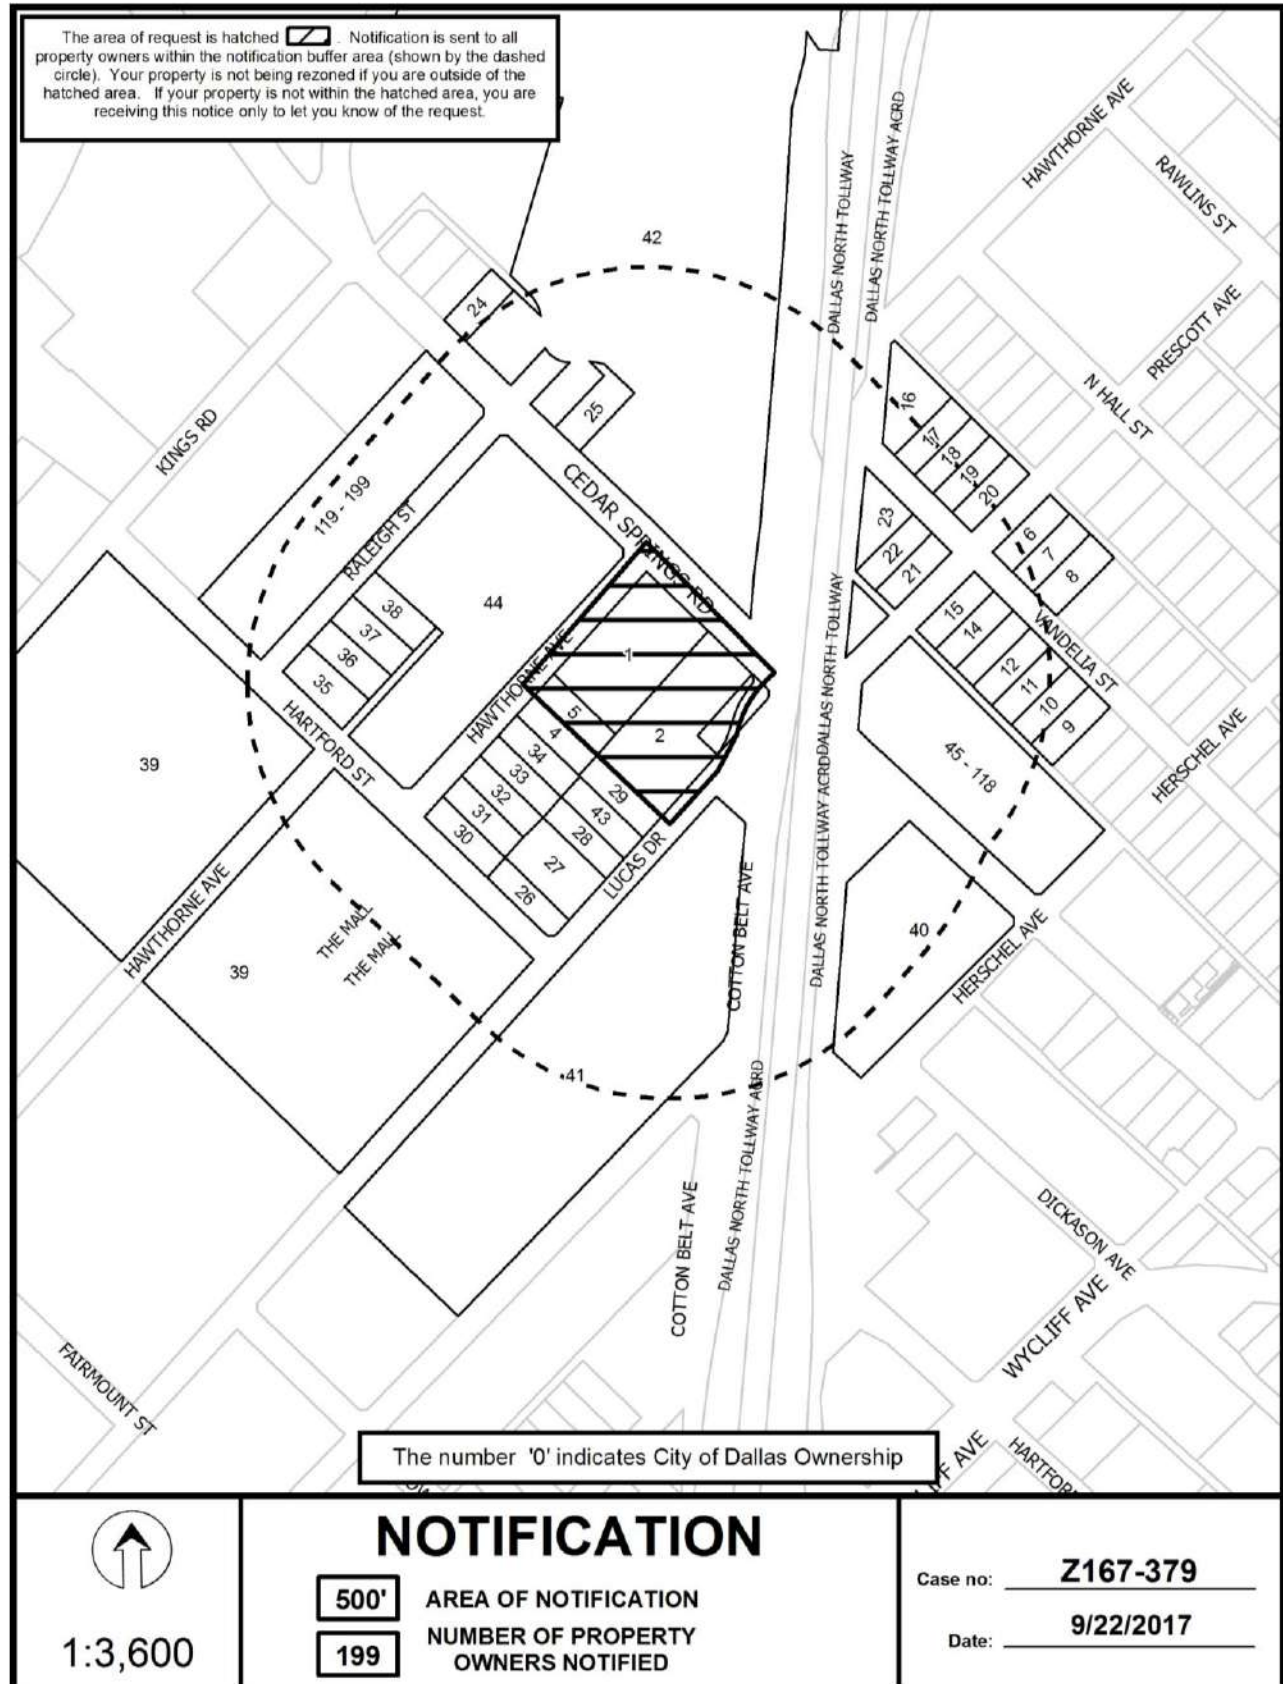 The area of request is hatched . Notification is sent to all
property owners within the notification buffer area (shown by the dashed
circle). Your property is not being rezoned if you are outside of the
hatched area. If your property is not within the hatched area, you are
receiving this notice only to let you know of the request.
HAWTHORNE AVE
RAWLINS ST
DALLAS NORTH TOLLWAY
DALLAS NORTH TOLLWAY ACRD
42
PRESCOTT AVE
24
N HALL ST
KINGS RD
25
16
17
18
19
20
CEDAR SPRINGS RD
119 - 199
RALEIGH ST
23
22
21
6
7
8
38
37
36
35
44
HAWTHORNE AVE
1
15
14
12
11
10
9
VANDELIA ST
DALLAS NORTH TOLLWAY
HARTFORD ST
5
4
2
34
33
32
31
30
29
43
28
27
26
39
45 - 118
HERSCHEL AVE
LUCAS DR
DALLAS NORTH TOLLWAY ACRD
COTTON BELT AVE
HAWTHORNE AVE
THE MALL
THE MALL
39
40
HERSCHEL AVE
41
DALLAS NORTH TOLLWAY ACRD
COTTON BELT AVE
DICKASON AVE
WYCLIFF AVE
FAIRMOUNT ST
The number '0' indicates City of Dallas Ownership
NOTIFICATION
500' AREA OF NOTIFICATION
199 NUMBER OF PROPERTY
OWNERS NOTIFIED
1:3,600
Case no: Z167-379
Date: 9/22/2017